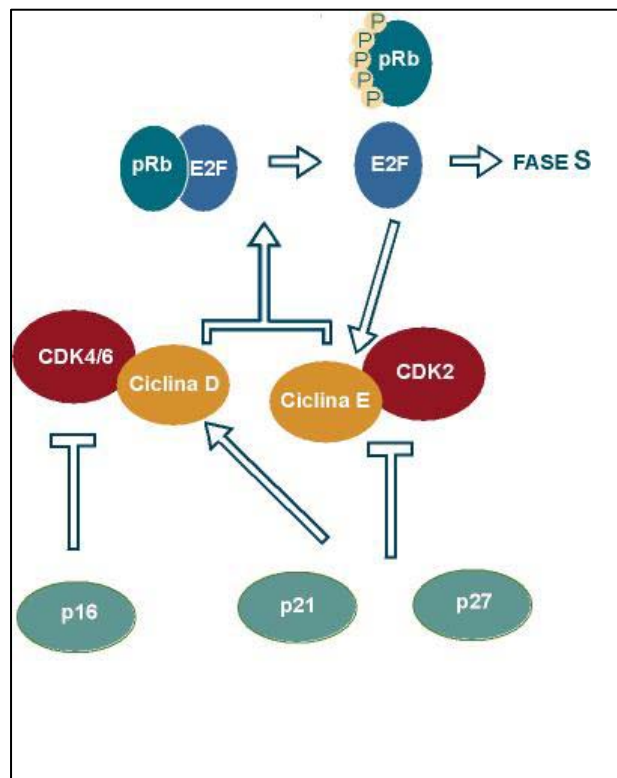 P
P
P
P
P
pRb
pRb
E2F
E2F
FASE S
CDK4/6
Ciclina D
Ciclina E
CDK2
p16
p21
p27